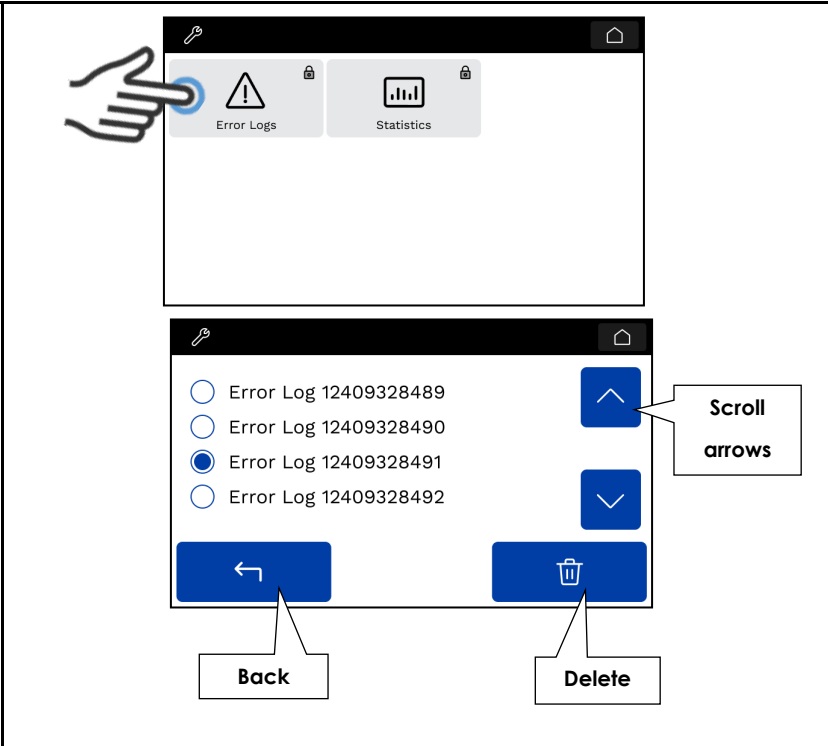 Error Logs
Statistics
Error Log 12409328489
Error Log 12409328490
Error Log 12409328491
Error Log 12409328492
Scroll
arrows
Back
Delete